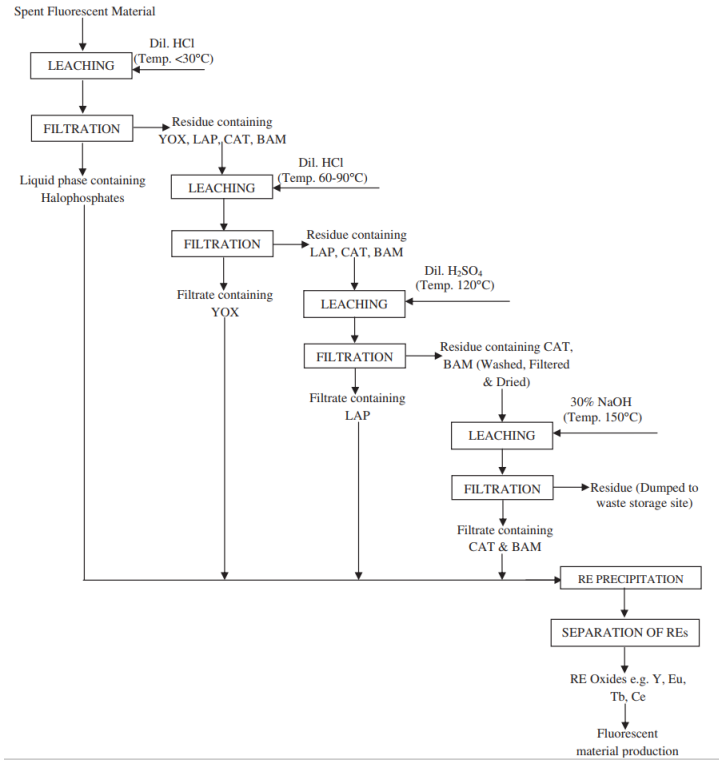 Spent Fluorescent Material
Dil. HCl
(Temp. <30°C)
LEACHING
FILTRATION
Residue containing
YOX, LAP, CAT, BAM
Liquid phase containing
Halophosphates
Dil. HCl
(Temp. 60-90°C)
LEACHING
FILTRATION
Residue containing
LAP, CAT, BAM
Filtrate containing
YOX
Dil. H₂SO₄
(Temp. 120°C)
LEACHING
FILTRATION
Residue containing CAT,
BAM (Washed, Filtered
& Dried)
Filtrate containing
LAP
30% NaOH
(Temp. 150°C)
LEACHING
FILTRATION
Residue (Dumped to
waste storage site)
Filtrate containing
CAT & BAM
RE PRECIPITATION
SEPARATION OF REs
RE Oxides e.g. Y, Eu,
Tb, Ce
Fluorescent
material production